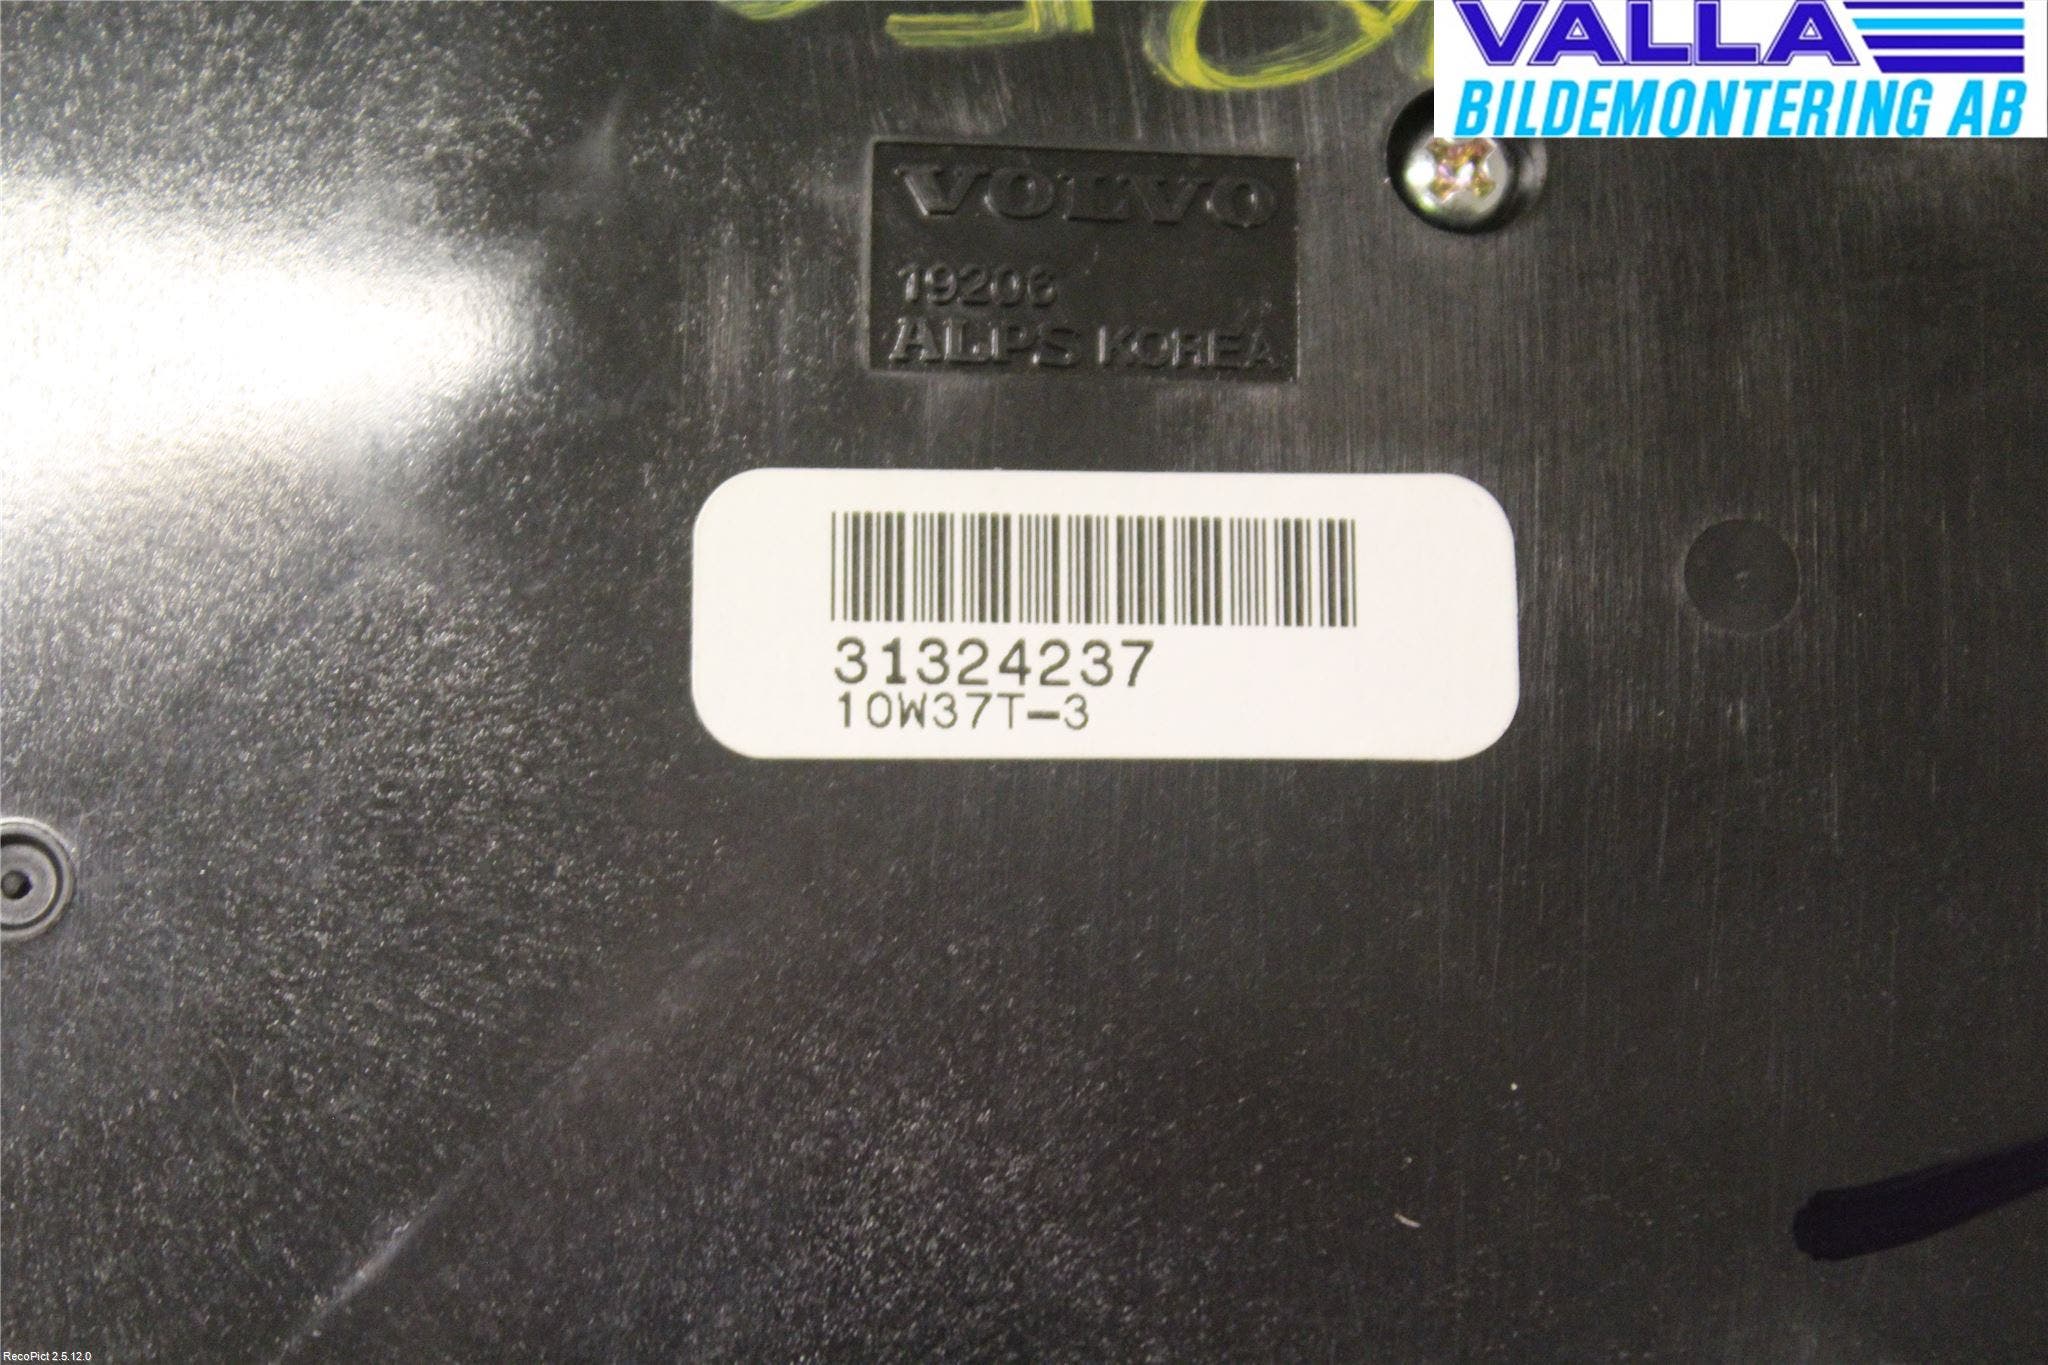 VALLA
BILDEMONTERING AB
VOLVO
19206
ALPS KOREA
31324237
10W37T-3
RecoPict 2.5.12.0